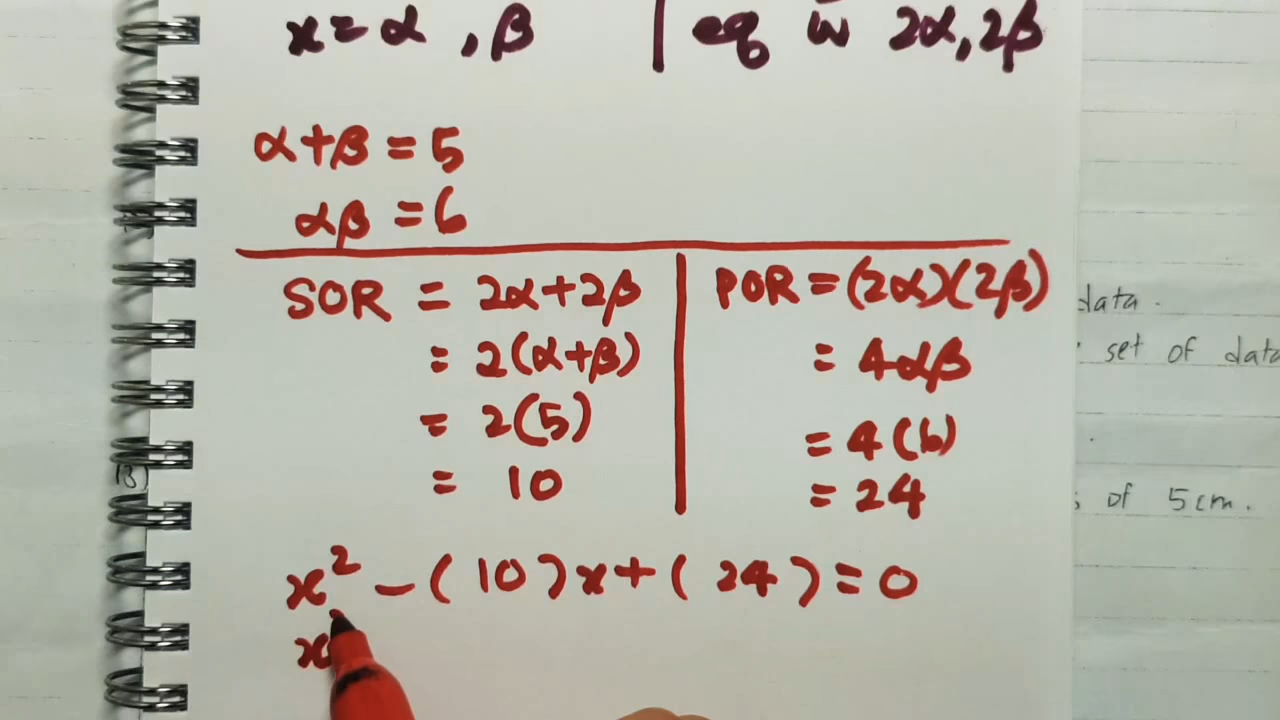 x = α , β | eq in 2α, 2β
α+β = 5
αβ = 6
SOR = 2α+2β
= 2(α+β)
= 2(5)
= 10
POR = (2α)(2β)
= 4αβ
= 4(6)
= 24
x² - (10)x + (24) = 0
x
data.
set of data
of 5cm.